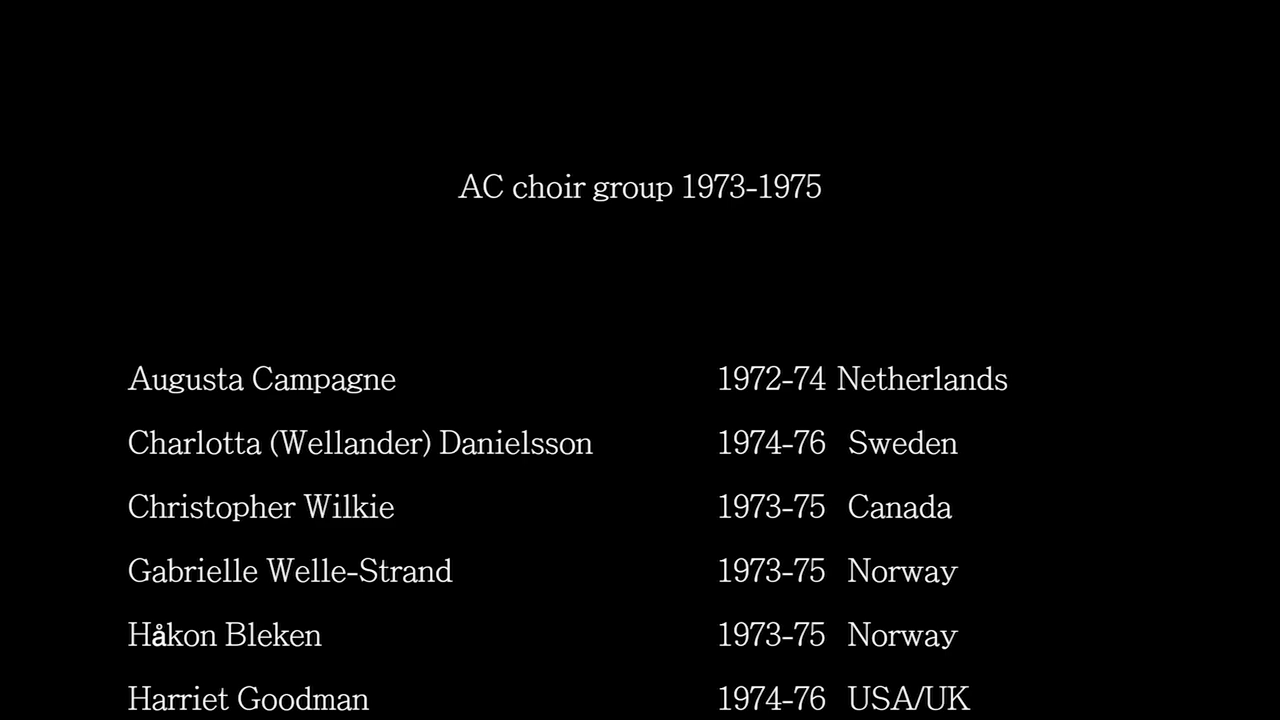 AC choir group 1973-1975
Augusta Campagne 1972-74 Netherlands
Charlotta (Wellander) Danielsson 1974-76 Sweden
Christopher Wilkie 1973-75 Canada
Gabrielle Welle-Strand 1973-75 Norway
Håkon Bleken 1973-75 Norway
Harriet Goodman 1974-76 USA/UK